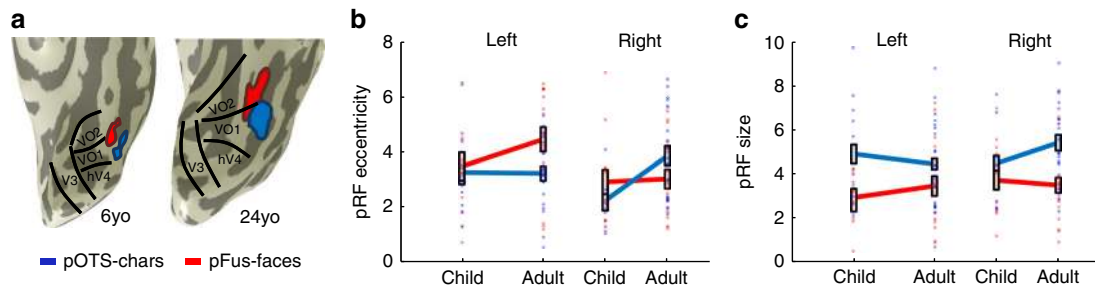 a
VO2
VO1
hV4
V3
6yo
VO2
VO1
hV4
V3
24yo
pOTS-chars pFus-faces
b
Left Right
pRF eccentricity
8
6
4
2
0
Child Adult Child Adult
c
Left Right
pRF size
10
8
6
4
2
0
Child Adult Child Adult